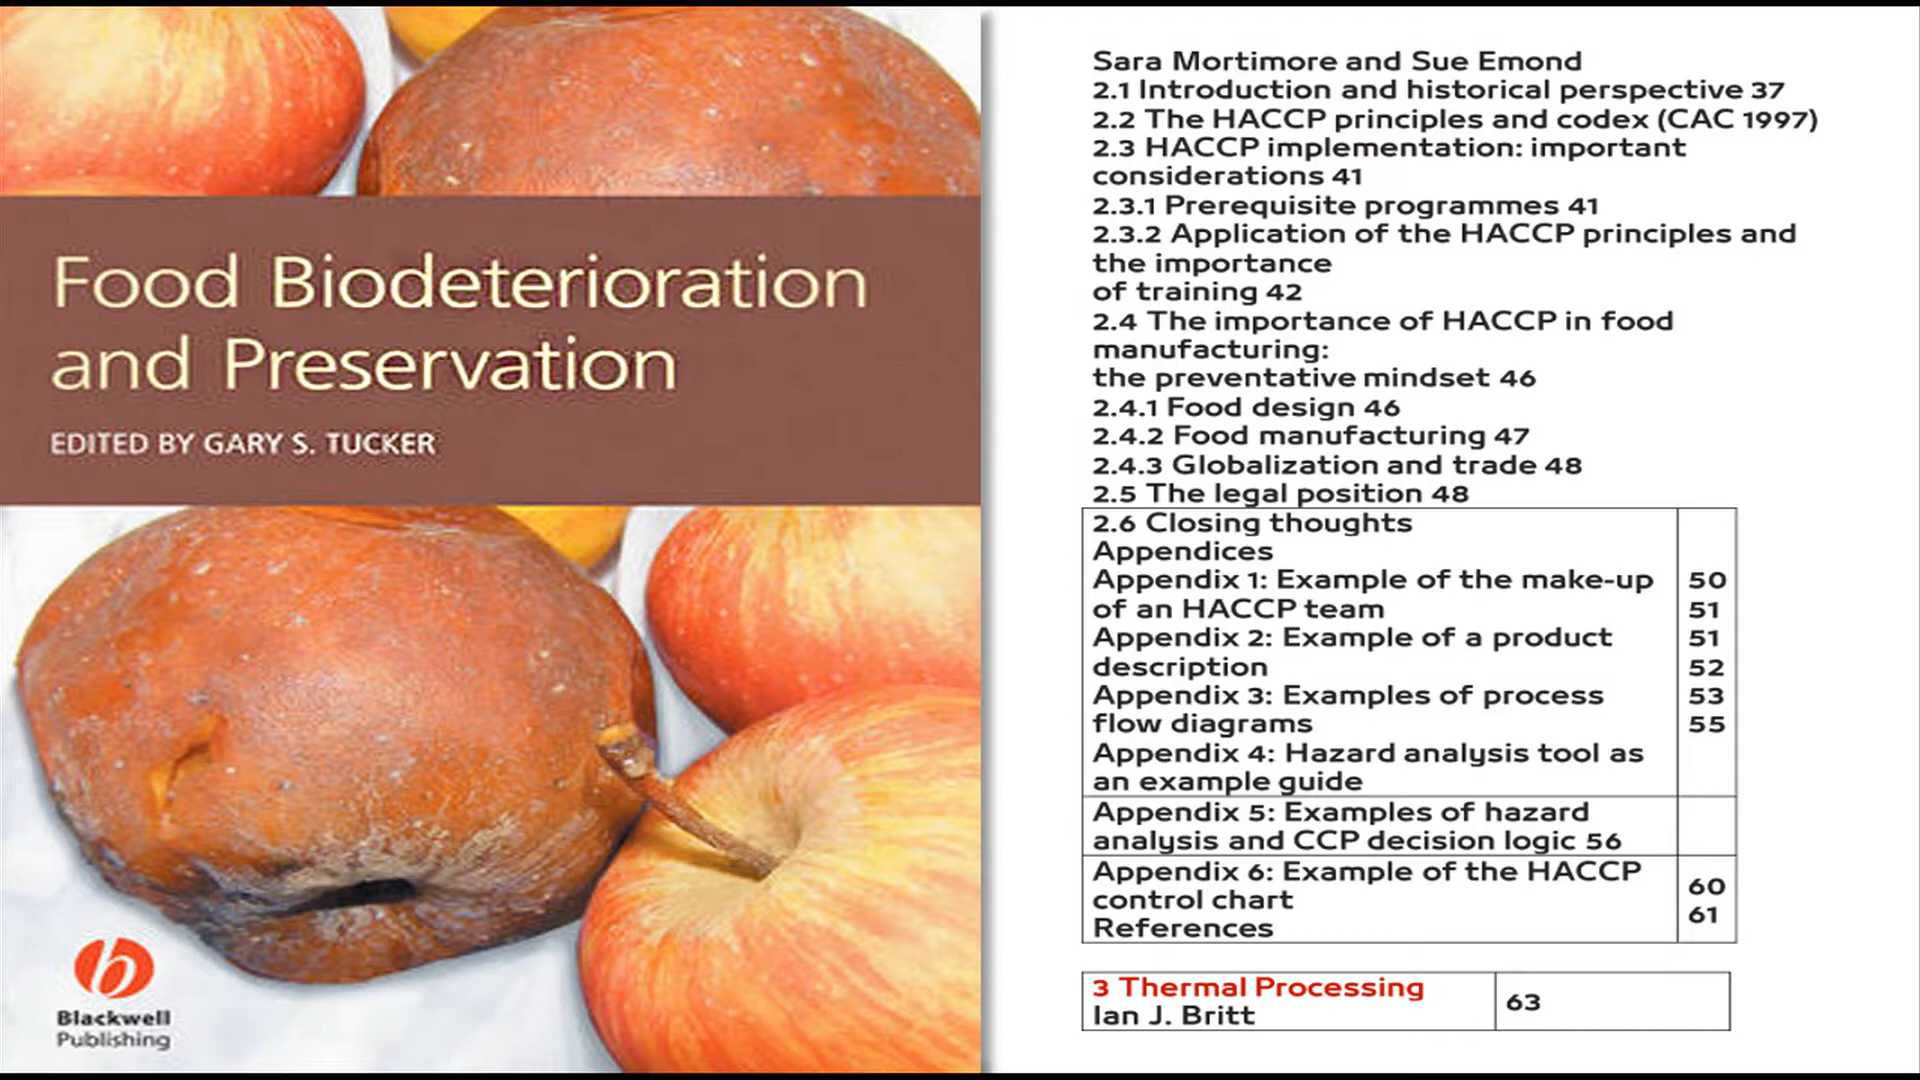 Food Biodeterioration
and Preservation
EDITED BY GARY S. TUCKER
b
Blackwell
Publishing
Sara Mortimore and Sue Emond
2.1 Introduction and historical perspective 37
2.2 The HACCP principles and codex (CAC 1997)
2.3 HACCP implementation: important
considerations 41
2.3.1 Prerequisite programmes 41
2.3.2 Application of the HACCP principles and
the importance
of training 42
2.4 The importance of HACCP in food
manufacturing:
the preventative mindset 46
2.4.1 Food design 46
2.4.2 Food manufacturing 47
2.4.3 Globalization and trade 48
2.5 The legal position 48
2.6 Closing thoughts
Appendices
Appendix 1: Example of the make-up
of an HACCP team
Appendix 2: Example of a product
description
Appendix 3: Examples of process
flow diagrams
Appendix 4: Hazard analysis tool as
an example guide
50
51
51
52
53
55
Appendix 5: Examples of hazard
analysis and CCP decision logic 56
Appendix 6: Example of the HACCP
control chart
References
60
61
3 Thermal Processing
Ian J. Britt
63